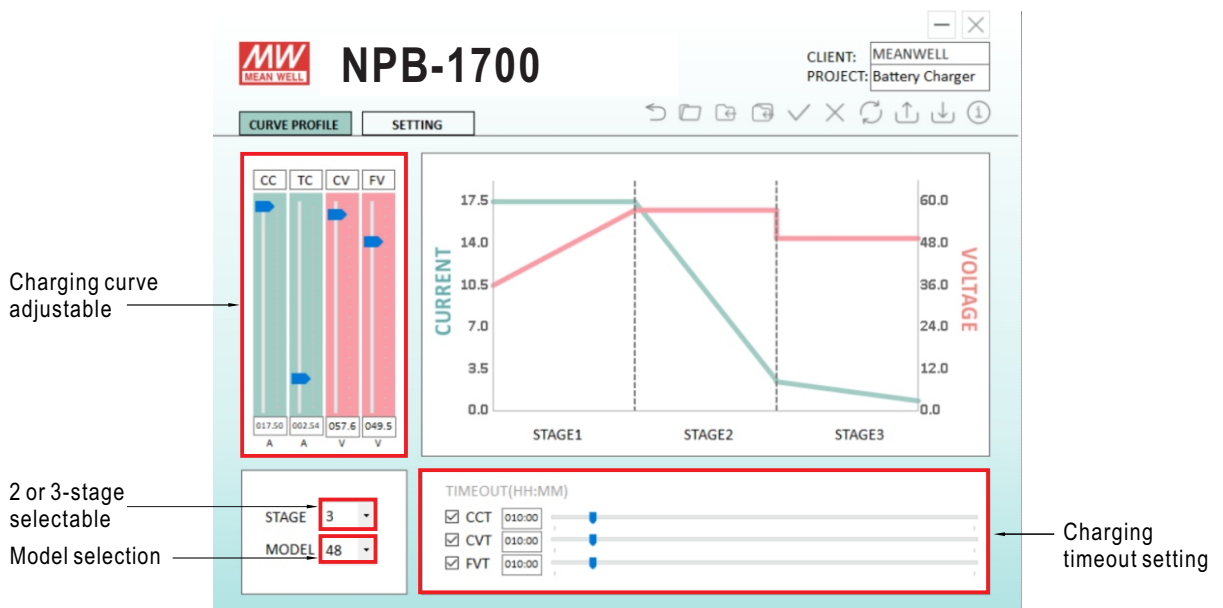 MW
MEAN WELL
NPB-1700
CLIENT: MEANWELL
PROJECT: Battery Charger
CURVE PROFILE SETTING
CC TC CV FV
017.50 002.54 057.6 049.5
A A V V
Charging curve
adjustable
CURRENT
17.5
14.0
10.5
7.0
3.5
0.0
60.0
48.0
36.0
24.0
12.0
0.0
VOLTAGE
STAGE1 STAGE2 STAGE3
2 or 3-stage
selectable
Model selection
STAGE 3
MODEL 48
TIMEOUT(HH:MM)
CCT 010:00
CVT 010:00
FVT 010:00
Charging
timeout setting